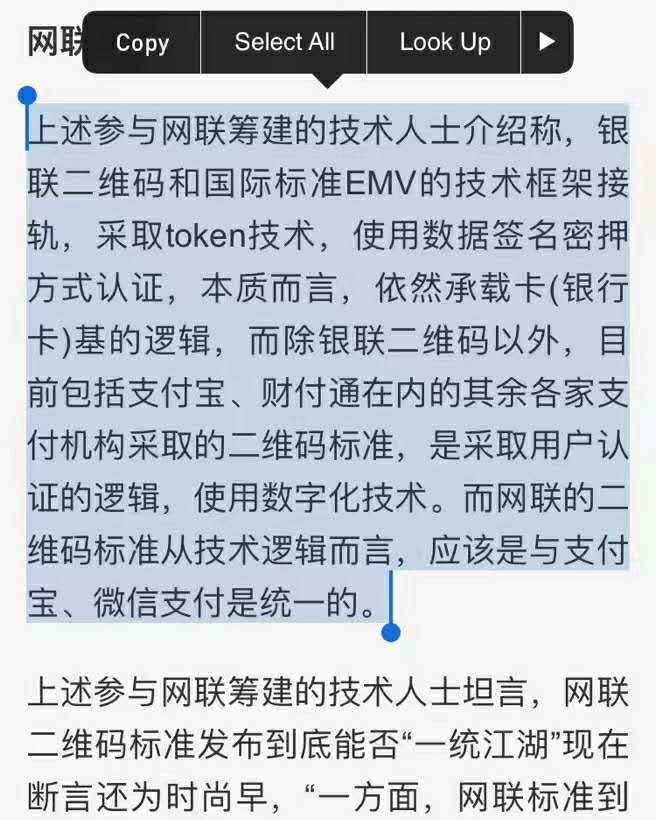 网联
Copy
Select All
Look Up
上述参与网联筹建的技术人士介绍称，银
联二维码和国际标准EMV的技术框架接
轨，采取token技术，使用数据签名密押
方式认证，本质而言，依然承载卡(银行
卡)基的逻辑，而除银联二维码以外，目
前包括支付宝、财付通在内的其余各家支
付机构采取的二维码标准，是采取用户认
证的逻辑，使用数字化技术。而网联的二
维码标准从技术逻辑而言，应该是与支付
宝、微信支付是统一的。
上述参与网联筹建的技术人士坦言，网联
二维码标准发布到底能否“一统江湖”现在
断言还为时尚早，“一方面，网联标准到